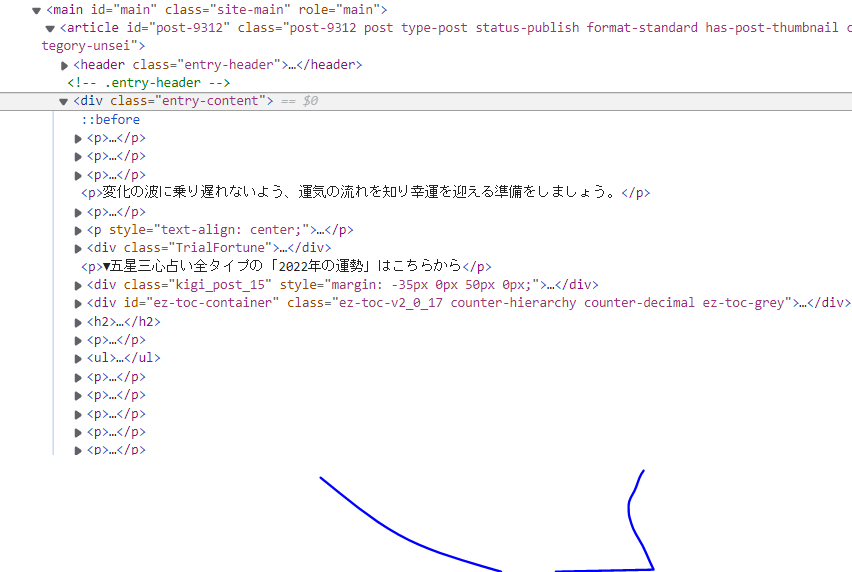 ▼<main id="main" class="site-main" role="main">
▼<article id="post-9312" class="post-9312 post type-post status-publish format-standard has-post-thumbnail c
tegory-unsei">
▶<header class="entry-header">…</header>
<!-- .entry-header -->
▼<div class="entry-content"> == $0
::before
▶<p>…</p>
▶<p>…</p>
▶<p>…</p>
<p>変化の波に乗り遅れないよう、運気の流れを知り幸運を迎える準備をしましょう。</p>
▶<p>…</p>
▶<p style="text-align: center;">…</p>
▶<div class="TrialFortune">…</div>
<p>▼五星三心占い全タイプの「2022年の運勢」はこちらから</p>
▶<div class="kigi_post_15" style="margin: -35px 0px 50px 0px;">…</div>
▶<div id="ez-toc-container" class="ez-toc-v2_0_17 counter-hierarchy counter-decimal ez-toc-grey">…</div>
▶<h2>…</h2>
▶<p>…</p>
▶<ul>…</ul>
▶<p>…</p>
▶<p>…</p>
▶<p>…</p>
▶<p>…</p>
▶<p>…</p>